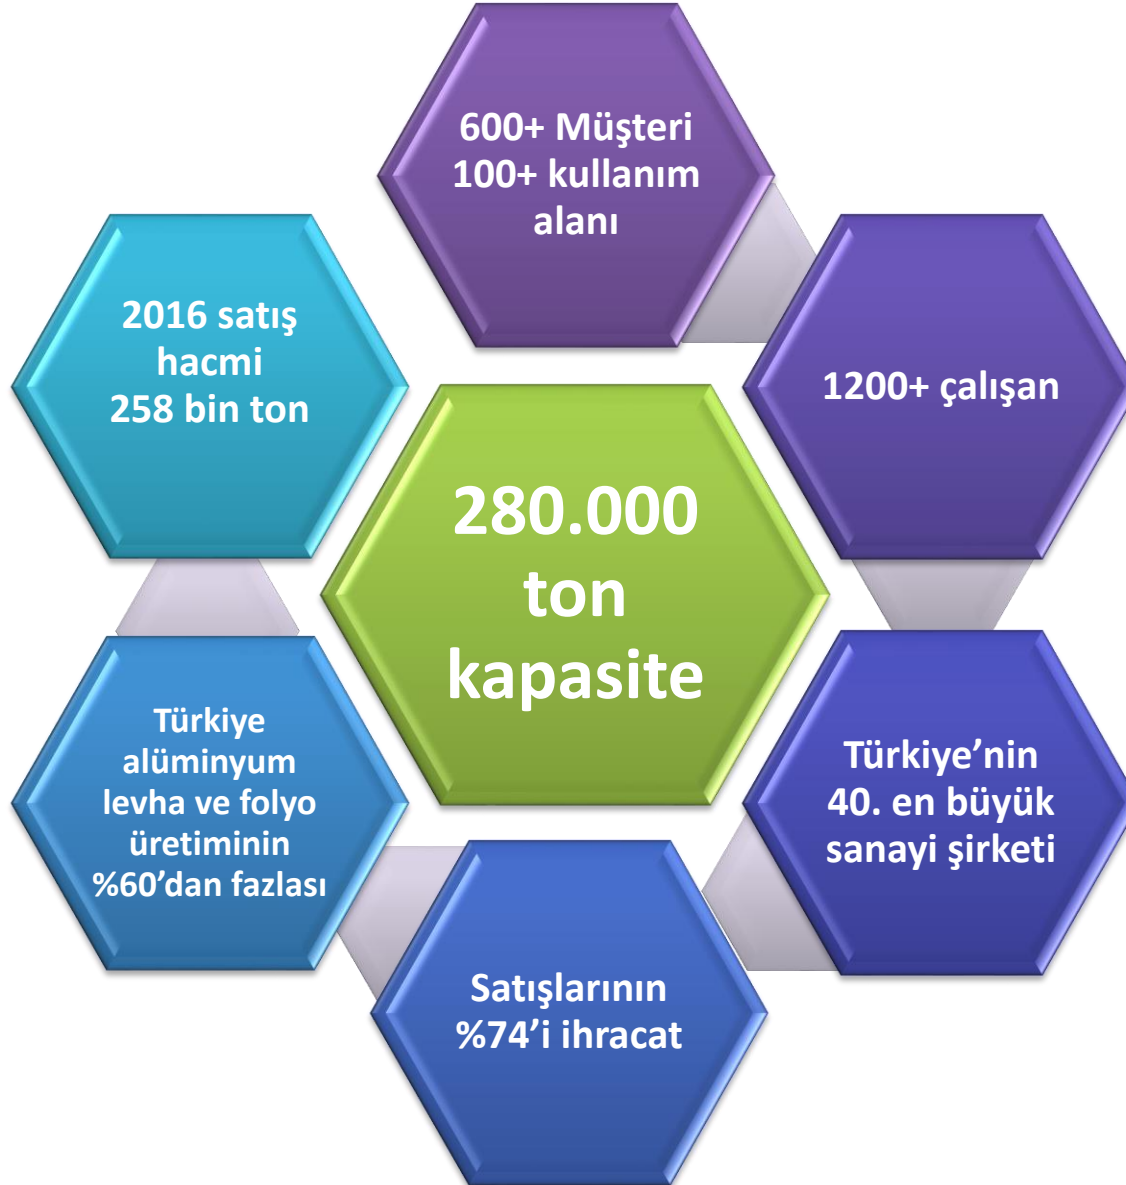 600+ Müşteri
100+ kullanım
alanı
1200+ çalışan
Türkiye’nin
40. en büyük
sanayi şirketi
Satışlarının
%74’i ihracat
Türkiye
alüminyum
levha ve folyo
üretiminin
%60’dan fazlası
2016 satış
hacmi
258 bin ton
280.000
ton
kapasite